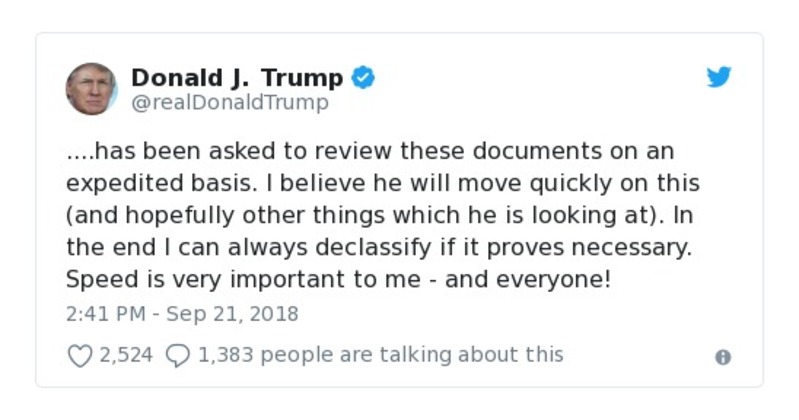 Donald J. Trump
@realDonaldTrump
....has been asked to review these documents on an
expedited basis. I believe he will move quickly on this
(and hopefully other things which he is looking at). In
the end I can always declassify if it proves necessary.
Speed is very important to me - and everyone!
2:41 PM - Sep 21, 2018
2,524 1,383 people are talking about this